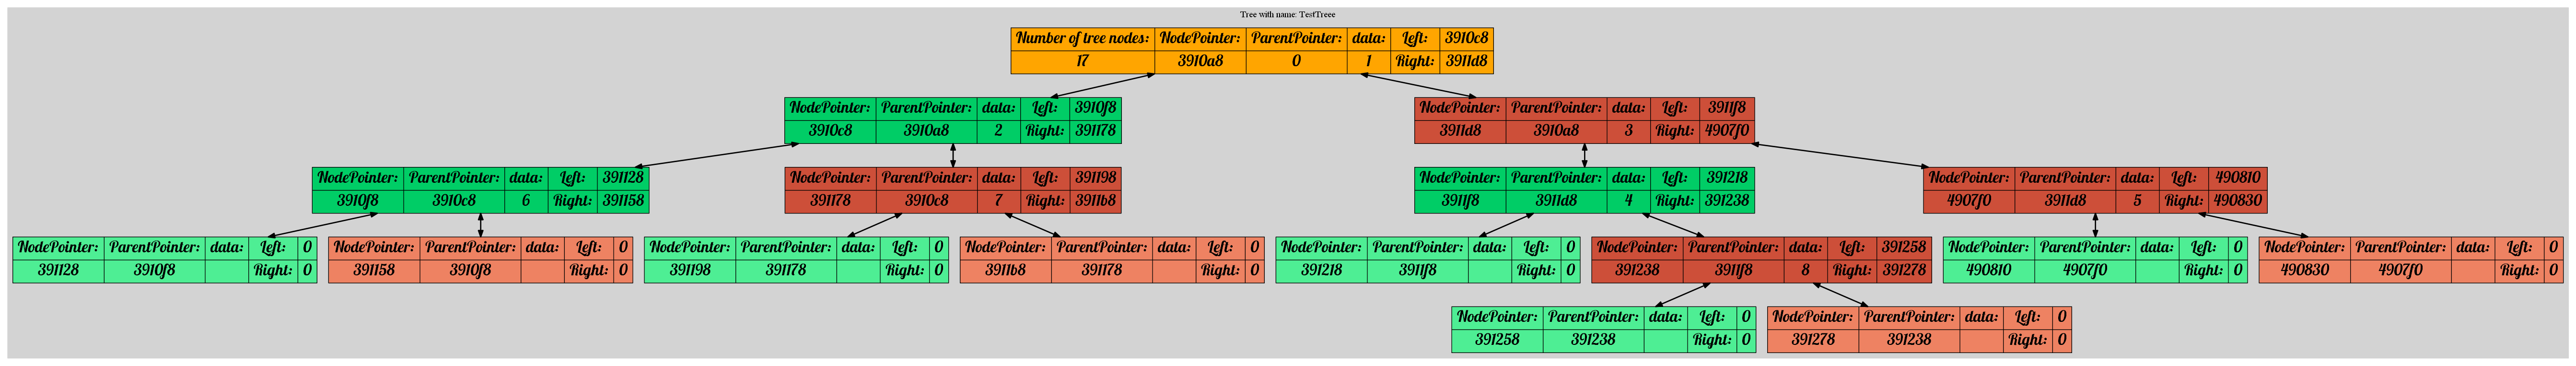 Tree with name: TestTreee
Number of tree nodes: NodePointer: ParentPointer: data: Left: 3910c8
17 3910a8 0 1 Right: 3911d8
NodePointer: ParentPointer: data: Left: 3910f8
3910c8 3910a8 2 Right: 391178
NodePointer: ParentPointer: data: Left: 3911f8
3911d8 3910a8 3 Right: 4907f0
NodePointer: ParentPointer: data: Left: 391128
3910f8 3910c8 6 Right: 391158
NodePointer: ParentPointer: data: Left: 391198
391178 3910c8 7 Right: 3911b8
NodePointer: ParentPointer: data: Left: 391218
3911f8 3911d8 4 Right: 391238
NodePointer: ParentPointer: data: Left: 490810
4907f0 3911d8 5 Right: 490830
NodePointer: ParentPointer: data: Left: 0
391128 3910f8 Right: 0
NodePointer: ParentPointer: data: Left: 0
391158 3910f8 Right: 0
NodePointer: ParentPointer: data: Left: 0
391198 391178 Right: 0
NodePointer: ParentPointer: data: Left: 0
3911b8 391178 Right: 0
NodePointer: ParentPointer: data: Left: 0
391218 3911f8 Right: 0
NodePointer: ParentPointer: data: Left: 391258
391238 3911f8 8 Right: 391278
NodePointer: ParentPointer: data: Left: 0
490810 4907f0 Right: 0
NodePointer: ParentPointer: data: Left: 0
490830 4907f0 Right: 0
NodePointer: ParentPointer: data: Left: 0
391258 391238 Right: 0
NodePointer: ParentPointer: data: Left: 0
391278 391238 Right: 0